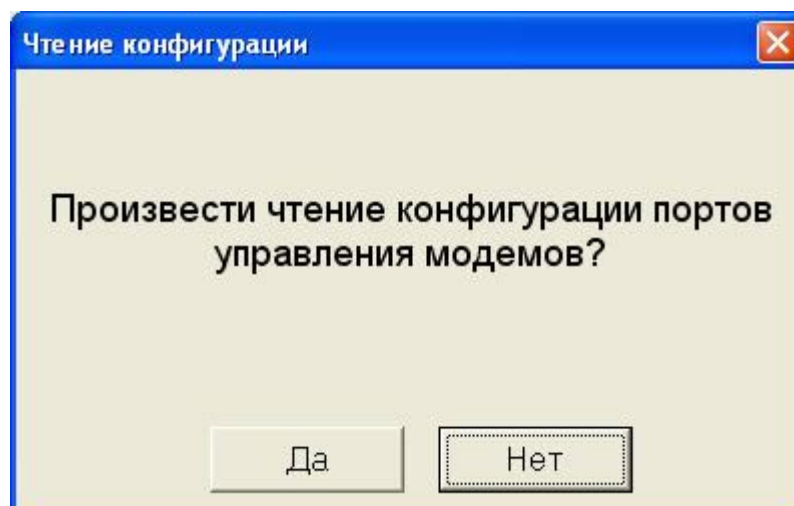 Чтение конфигурации
Произвести чтение конфигурации портов
управления модемов?
Да
Нет